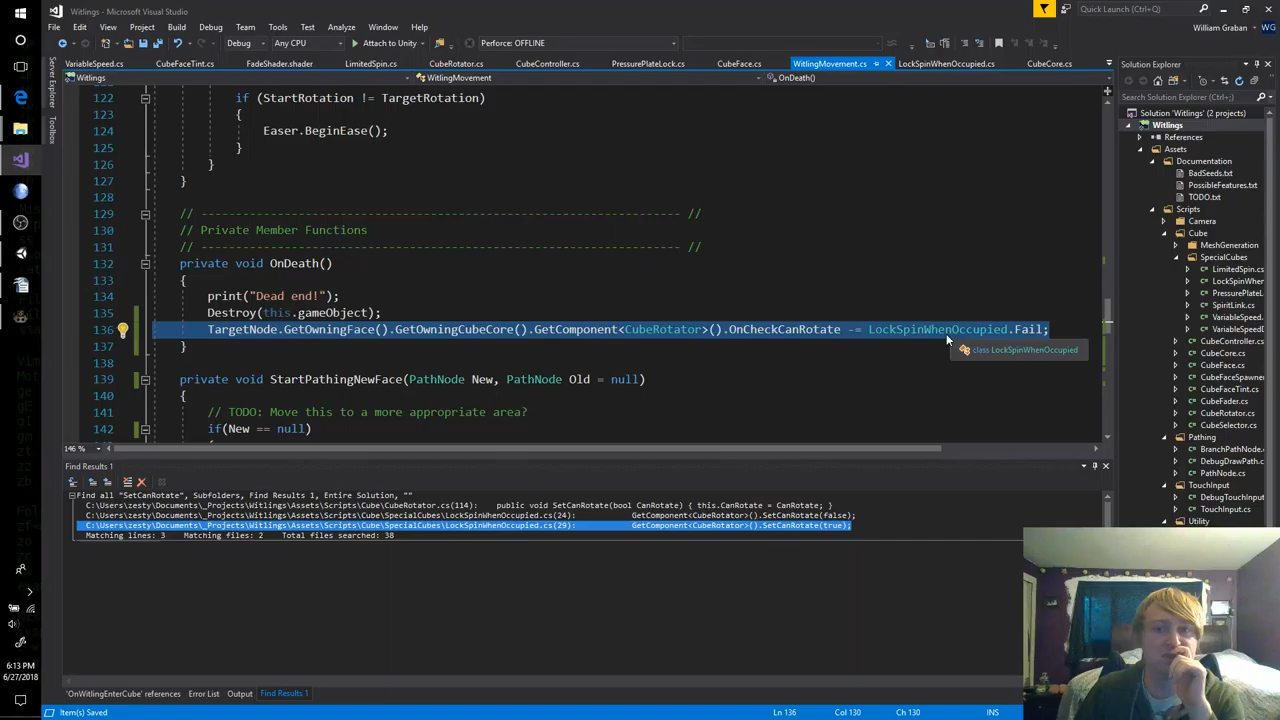 Witlings - Microsoft Visual Studio
Quick Launch (Ctrl+Q)
File Edit View Project Build Debug Team Tools Test Analyze Window Help
William Graban WG
Debug Any CPU Attach to Unity Perforce: OFFLINE
VariableSpeed.cs CubeFaceTint.cs FadeShader.shader LimitedSpin.cs CubeRotator.cs CubeController.cs PressurePlateLock.cs CubeFace.cs WitlingMovement.cs LockSpinWhenOccupied.cs CubeCore.cs
Witlings WitlingMovement OnDeath()
Server Explorer
Toolbox
122 if (StartRotation != TargetRotation)
123 {
124 Easer.BeginEase();
125 }
126 }
127 }
128
129 // -------------------------------------------------------------------- //
130 // Private Member Functions
131 // -------------------------------------------------------------------- //
132 private void OnDeath()
133 {
134 print("Dead end!");
135 Destroy(this.gameObject);
136 TargetNode.GetOwningFace().GetOwningCubeCore().GetComponent<CubeRotator>().OnCheckCanRotate -= LockSpinWhenOccupied.Fail;
137 }
class LockSpinWhenOccupied
138
139 private void StartPathingNewFace(PathNode New, PathNode Old = null)
140 {
141 // TODO: Move this to a more appropriate area?
142 if(New == null)
146 %
Find Results 1
Find all "SetCanRotate", Subfolders, Find Results 1, Entire Solution, ""
C:\Users\zesty\Documents\_Projects\Witlings\Assets\Scripts\Cube\CubeRotator.cs(114): public void SetCanRotate(bool CanRotate) { this.CanRotate = CanRotate; }
C:\Users\zesty\Documents\_Projects\Witlings\Assets\Scripts\Cube\SpecialCubes\LockSpinWhenOccupied.cs(24): GetComponent<CubeRotator>().SetCanRotate(false);
C:\Users\zesty\Documents\_Projects\Witlings\Assets\Scripts\Cube\SpecialCubes\LockSpinWhenOccupied.cs(29): GetComponent<CubeRotator>().SetCanRotate(true);
Matching lines: 3 Matching files: 2 Total files searched: 38
'OnWitlingEnterCube' references Error List Output Find Results 1
Item(s) Saved Ln 136 Col 130 Ch 130 INS
Solution Explorer
Search Solution Explorer (Ctrl+;)
Solution 'Witlings' (2 projects)
Witlings
References
Assets
Documentation
BadSeeds.txt
PossibleFeatures.txt
TODO.txt
Scripts
Camera
Cube
MeshGeneration
SpecialCubes
LimitedSpin.cs
LockSpinWhen
PressurePlateL
SpiritLink.cs
VariableSpeed.
VariableSpeedD
CubeController.c
CubeCore.cs
CubeFace.cs
CubeFaceSpawne
CubeFaceTint.cs
CubeFader.cs
CubeRotator.cs
CubeSelector.cs
Pathing
BranchPathNode.
DebugDrawPath.c
PathNode.cs
TouchInput
DebugTouchInput
TouchInput.cs
Utility
6:13 PM
6/27/2018